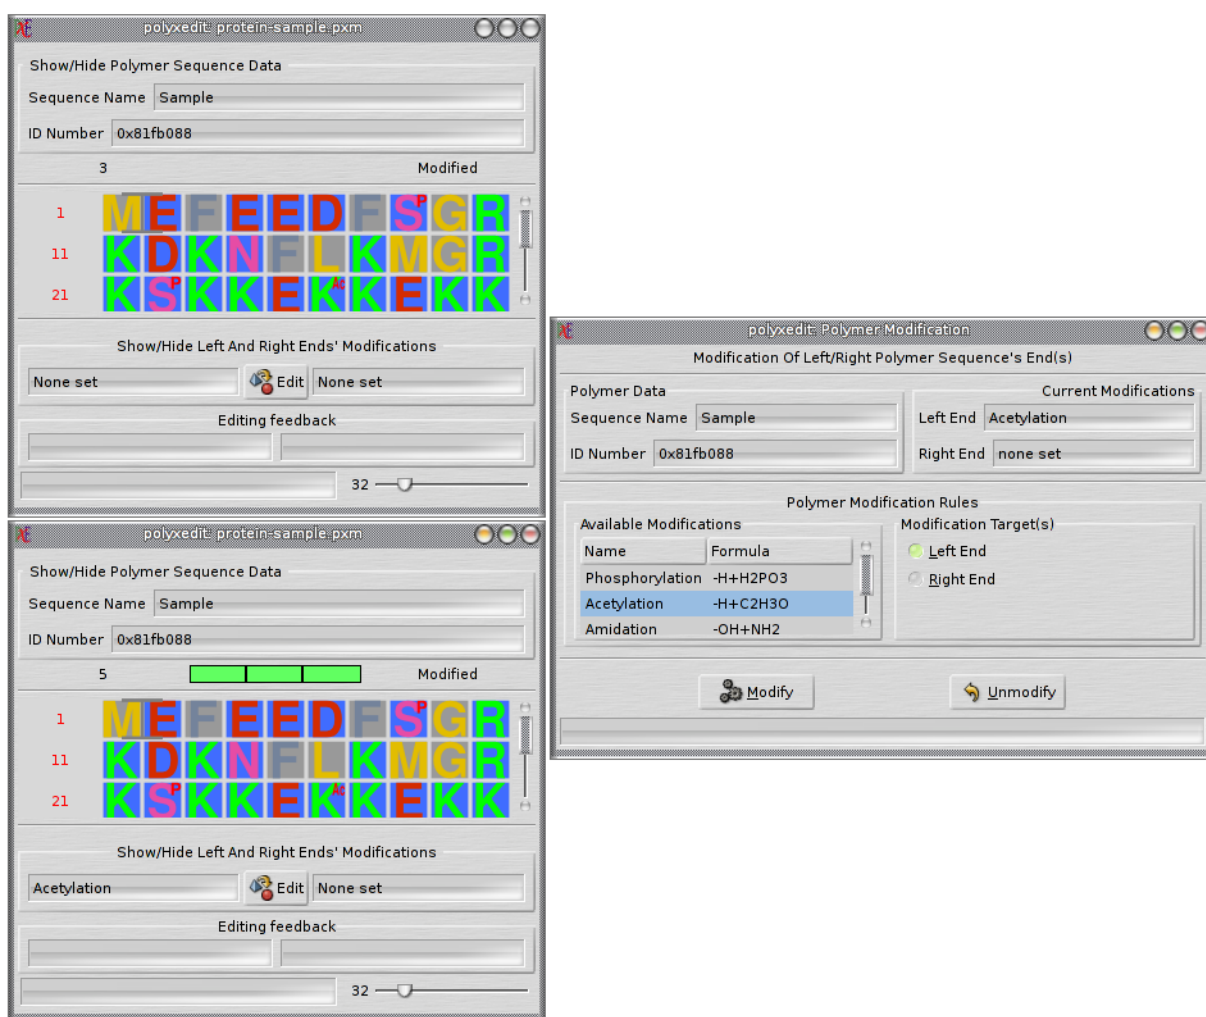 polyxedit: protein-sample.pxm
Show/Hide Polymer Sequence Data
Sequence Name Sample
ID Number 0x81fb088
3 Modified
1 M E F E E D F S P G R
11 K D K N F L K M G R
21 K S P K K E K Ac K E K K
Show/Hide Left And Right Ends' Modifications
None set Edit None set
Editing feedback
32
polyxedit: protein-sample.pxm
Show/Hide Polymer Sequence Data
Sequence Name Sample
ID Number 0x81fb088
5 Modified
1 M E F E E D F S P G R
11 K D K N F L K M G R
21 K S P K K E K Ac K E K K
Show/Hide Left And Right Ends' Modifications
Acetylation Edit None set
Editing feedback
32
polyxedit: Polymer Modification
Modification Of Left/Right Polymer Sequence's End(s)
Polymer Data
Sequence Name Sample
ID Number 0x81fb088
Current Modifications
Left End Acetylation
Right End none set
Polymer Modification Rules
Available Modifications
Name Formula
Phosphorylation -H+H2PO3
Acetylation -H+C2H3O
Amidation -OH+NH2
Modification Target(s)
Left End
Right End
Modify Unmodify